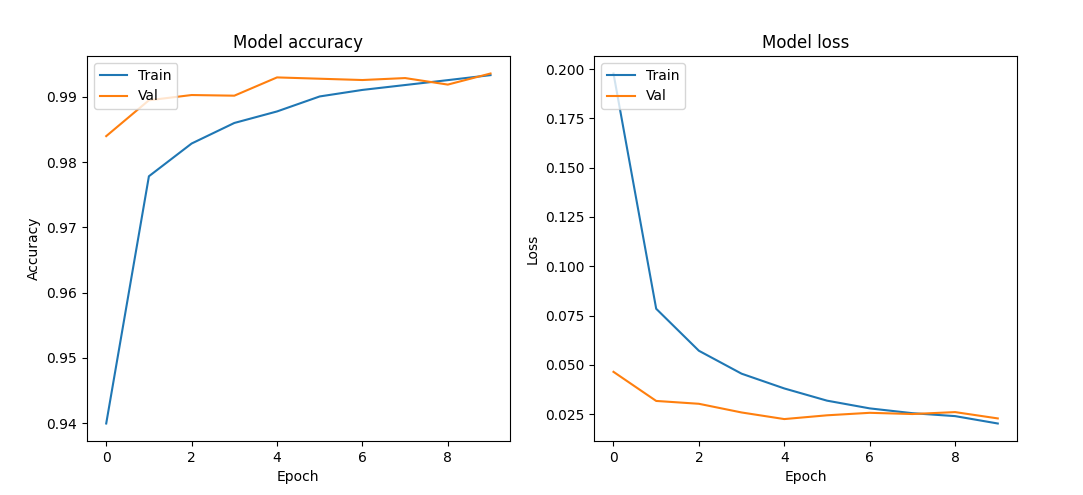 Model accuracy
Train
Val
0.99
0.98
0.97
0.96
0.95
0.94
Accuracy
0 2 4 6 8
Epoch
Model loss
Train
Val
0.200
0.175
0.150
0.125
0.100
0.075
0.050
0.025
Loss
0 2 4 6 8
Epoch